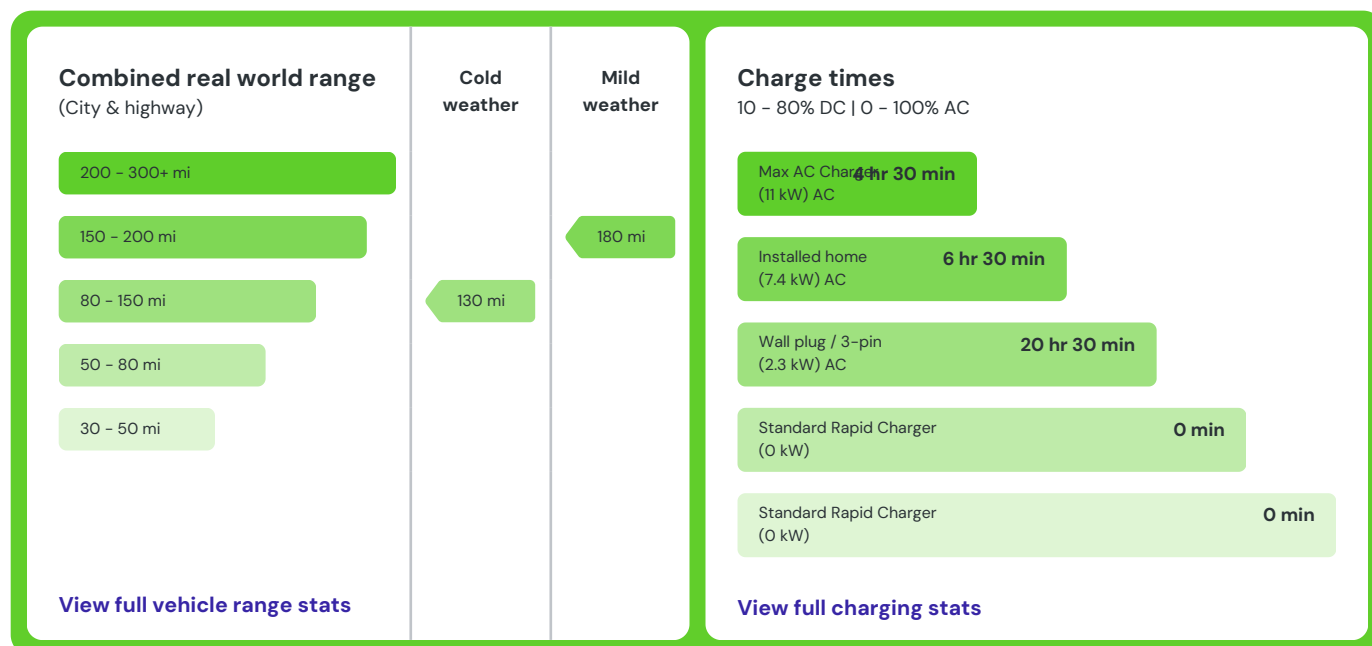 Combined real world range
(City & highway)
Cold
weather
Mild
weather
200 - 300+ mi
150 - 200 mi
180 mi
80 - 150 mi
130 mi
50 - 80 mi
30 - 50 mi
View full vehicle range stats
Charge times
10 - 80% DC | 0 - 100% AC
Max AC Charger
4 hr 30 min
(11 kW) AC
Installed home
6 hr 30 min
(7.4 kW) AC
Wall plug / 3-pin
20 hr 30 min
(2.3 kW) AC
Standard Rapid Charger
0 min
(0 kW)
Standard Rapid Charger
0 min
(0 kW)
View full charging stats